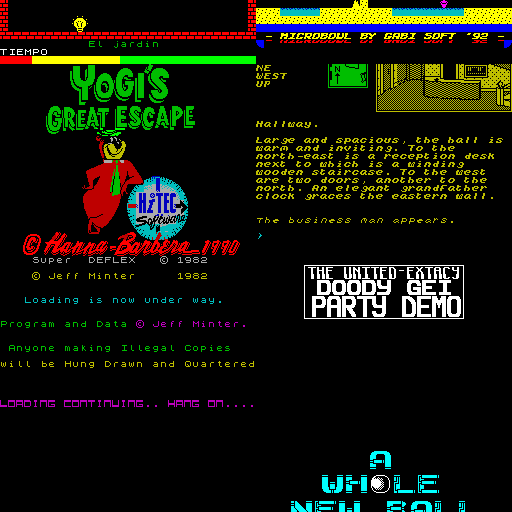 El jardin
TIEMPO
YOGI'S
GREAT ESCAPE
HiTEC
Software
© Hanna-Barbera 1990
Super DEFLEX © 1982
© Jeff Minter 1982
Loading is now under way.
Program and Data © Jeff Minter.
Anyone making Illegal Copies
will be Hung Drawn and Quartered
LOADING CONTINUING.. HANG ON....
- MICROBOWL BY GABI SOFT '92 -
NE
WEST
UP
Hallway.
Large and spacious, the hall is
warm and inviting. To the
north-east is a reception desk
next to which is a winding
wooden staircase. To the west
are two doors, another to the
north. An elegant grandfather
clock graces the eastern wall.
The business man appears.
›
THE UNITED-EXTACY
DOODY GEI
PARTY DEMO
A
WHOLE
NEW BALL